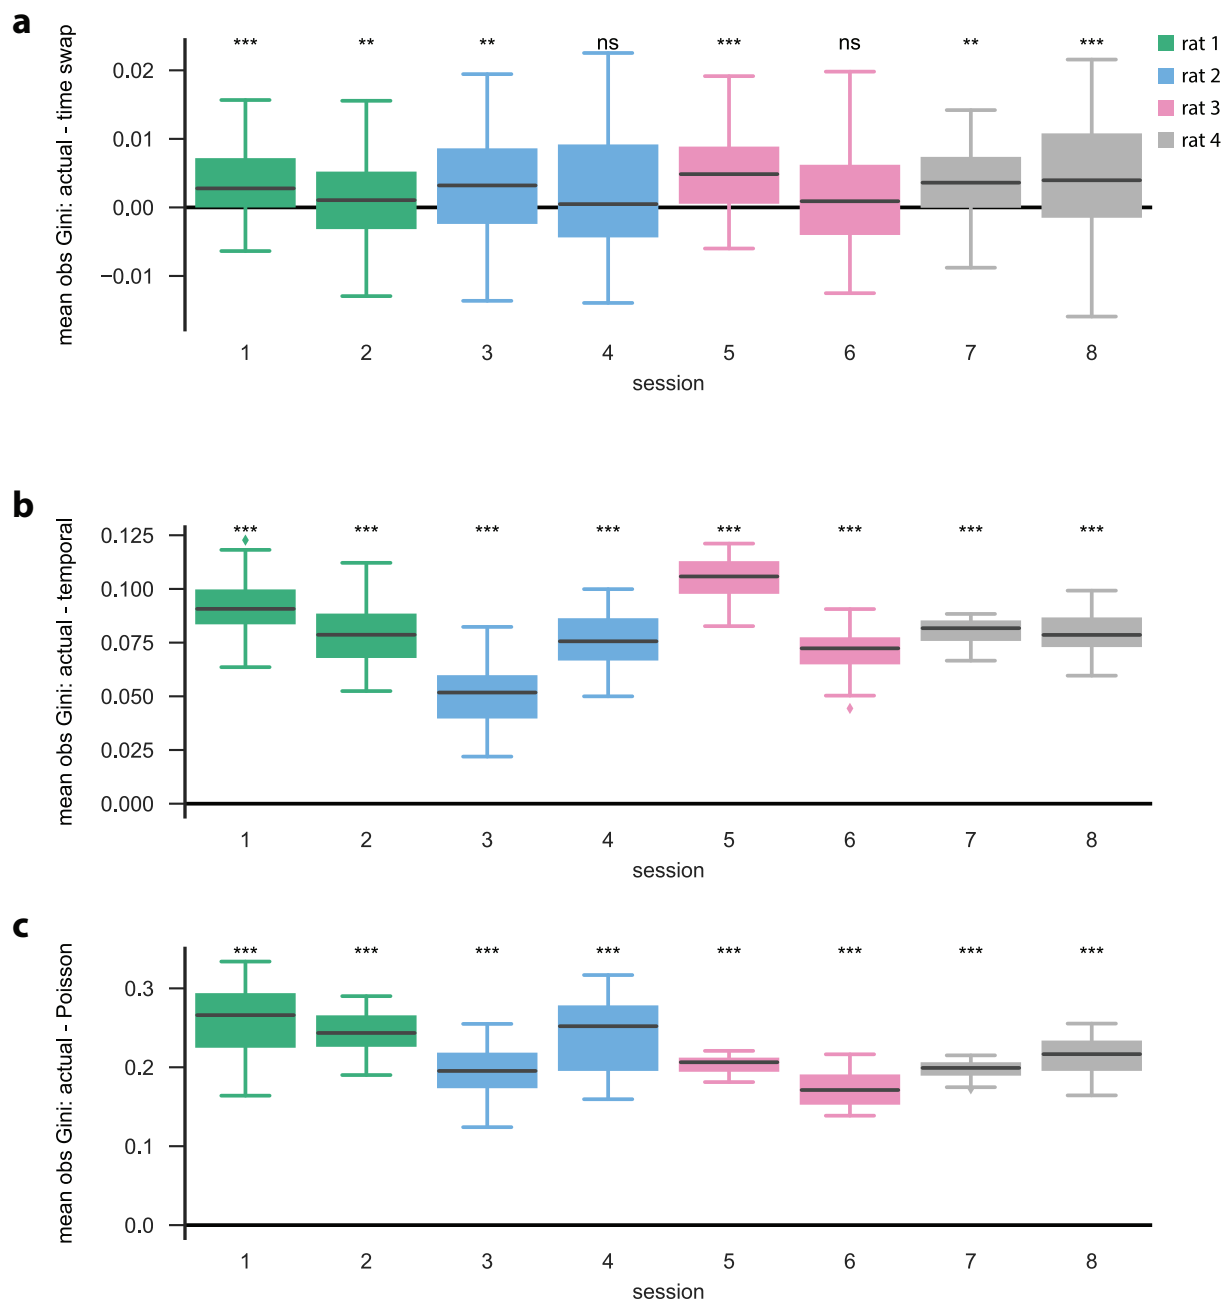 a
*** ** ** ns *** ns ** ***
rat 1
rat 2
rat 3
rat 4
mean obs Gini: actual - time swap
0.02
0.01
0.00
−0.01
1 2 3 4 5 6 7 8
session
b
*** *** *** *** *** *** *** ***
mean obs Gini: actual - temporal
0.125
0.100
0.075
0.050
0.025
0.000
1 2 3 4 5 6 7 8
session
c
*** *** *** *** *** *** *** ***
mean obs Gini: actual - Poisson
0.3
0.2
0.1
0.0
1 2 3 4 5 6 7 8
session